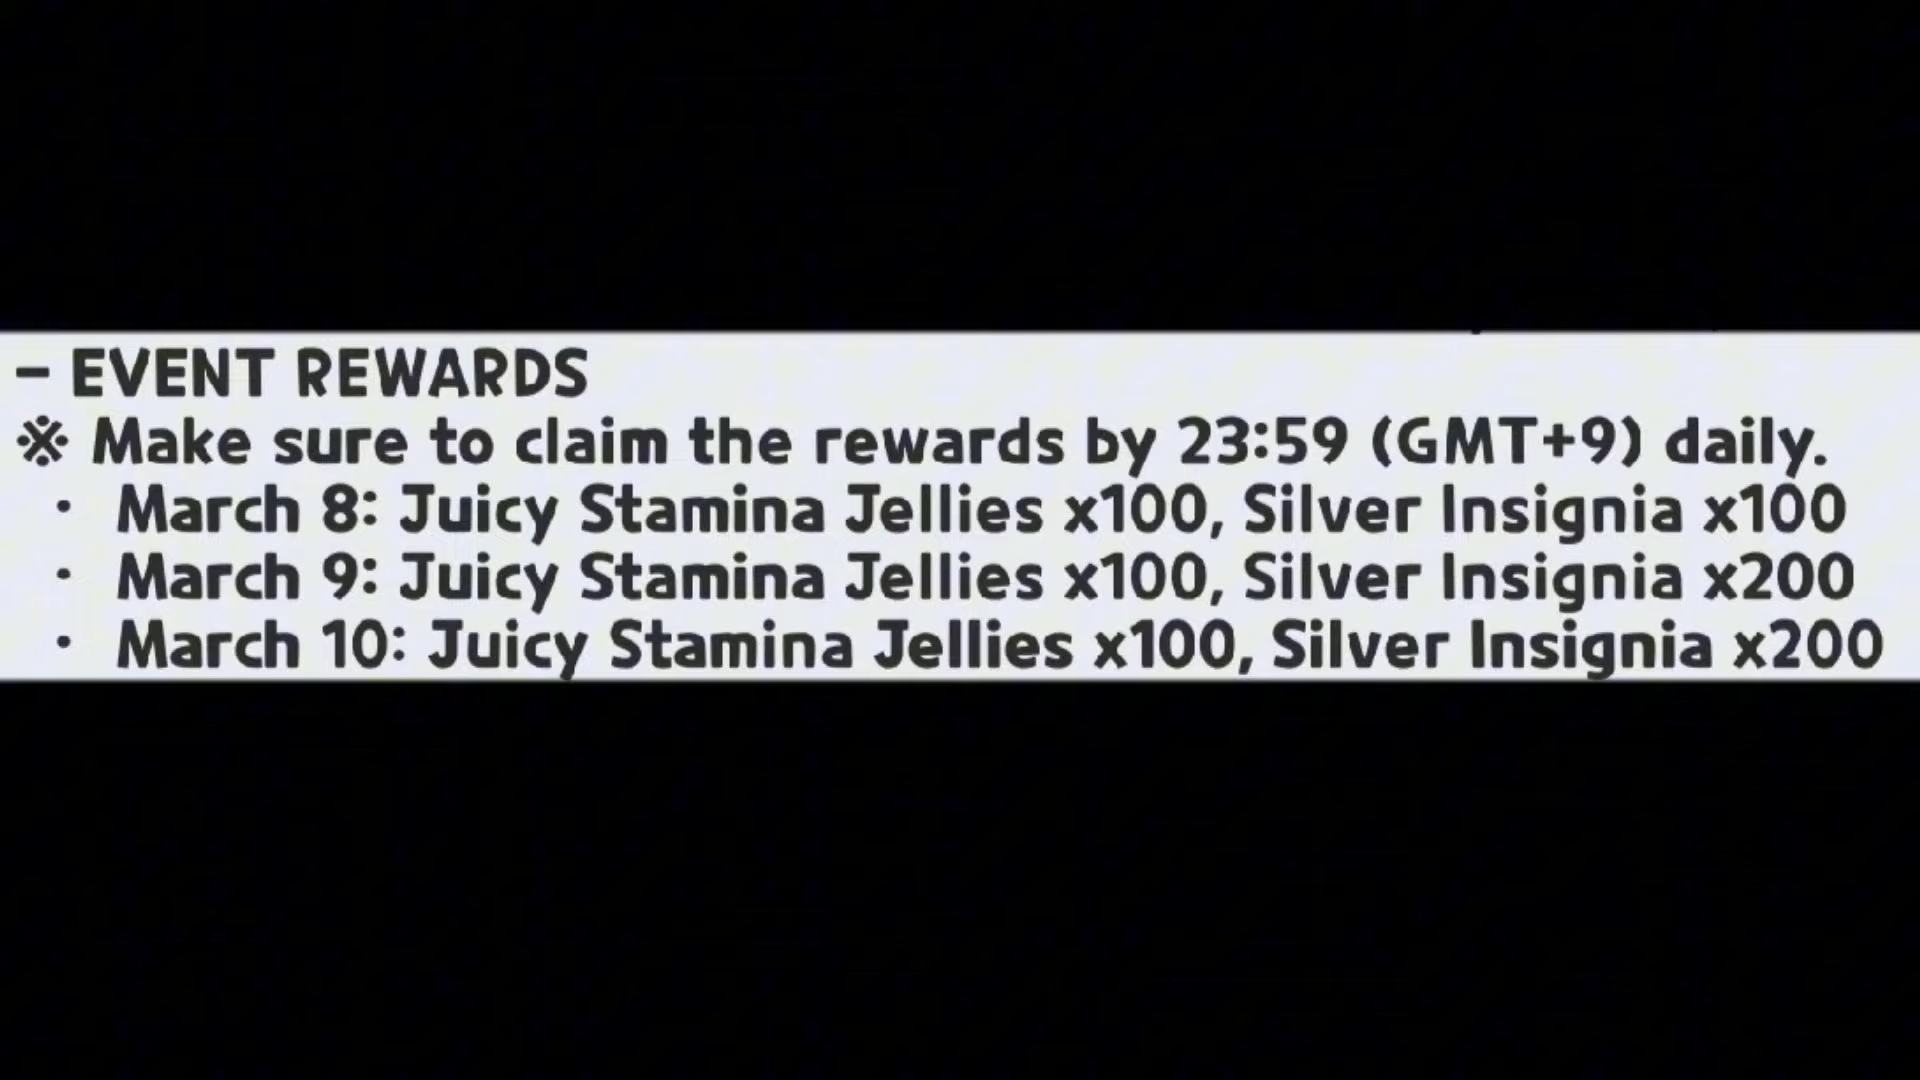 – EVENT REWARDS
※ Make sure to claim the rewards by 23:59 (GMT+9) daily.
· March 8: Juicy Stamina Jellies x100, Silver Insignia x100
· March 9: Juicy Stamina Jellies x100, Silver Insignia x200
· March 10: Juicy Stamina Jellies x100, Silver Insignia x200